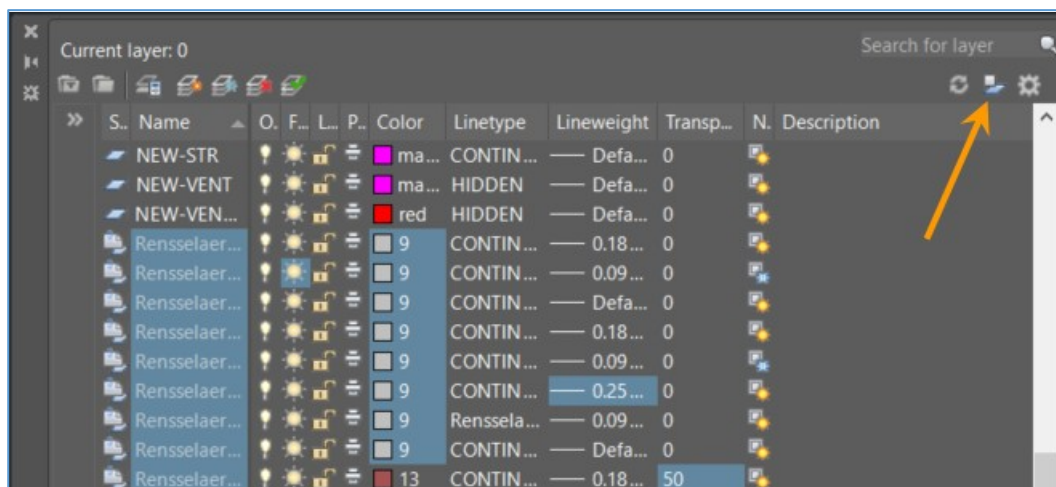 Current layer: 0
Search for layer
S.. Name O. F... L... P.. Color Linetype Lineweight Transp... N. Description
NEW-STR ma... CONTIN... Defa... 0
NEW-VENT ma... HIDDEN Defa... 0
NEW-VEN... red HIDDEN Defa... 0
Rensselaer... 9 CONTIN... 0.18... 0
Rensselaer... 9 CONTIN... 0.09... 0
Rensselaer... 9 CONTIN... Defa... 0
Rensselaer... 9 CONTIN... 0.18... 0
Rensselaer... 9 CONTIN... 0.09... 0
Rensselaer... 9 CONTIN... 0.25... 0
Rensselaer... 9 Renssela... 0.09... 0
Rensselaer... 9 CONTIN... Defa... 0
Rensselaer... 13 CONTIN... 0.18... 50